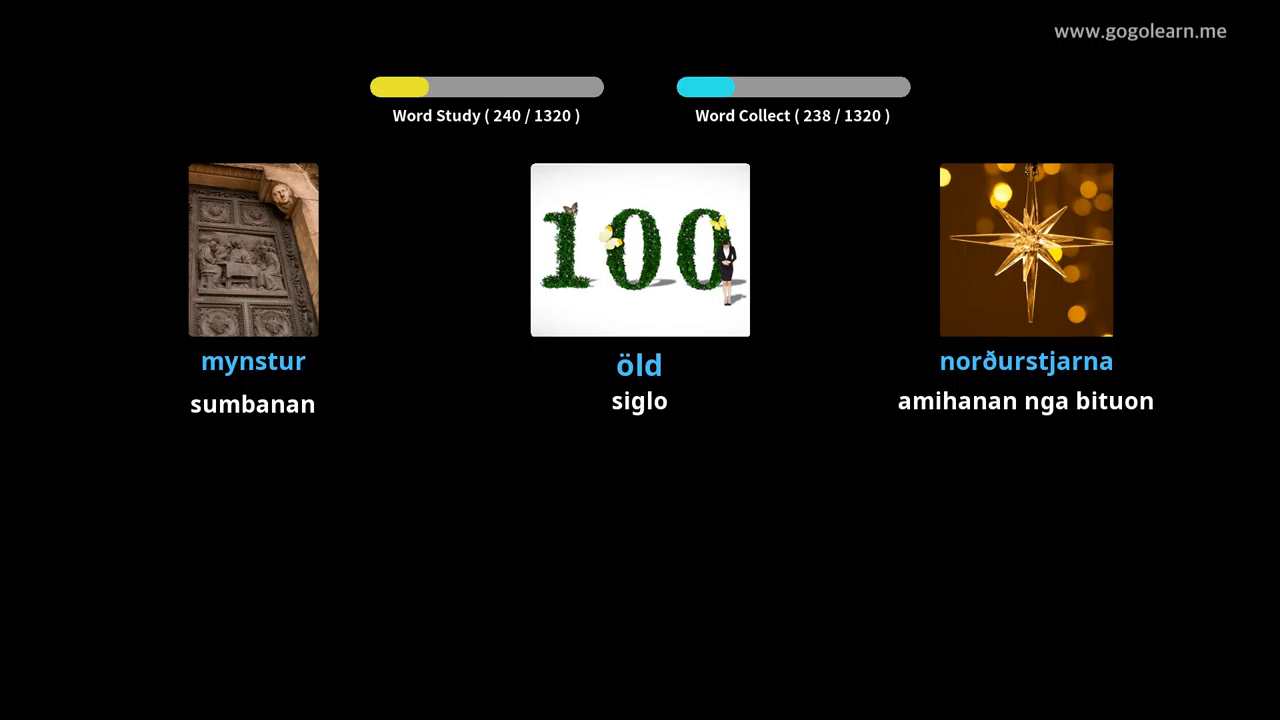 www.gogolearn.me
Word Study ( 240 / 1320 )
Word Collect ( 238 / 1320 )
100
mynstur
sumbanan
öld
siglo
norðurstjarna
amihanan nga bituon